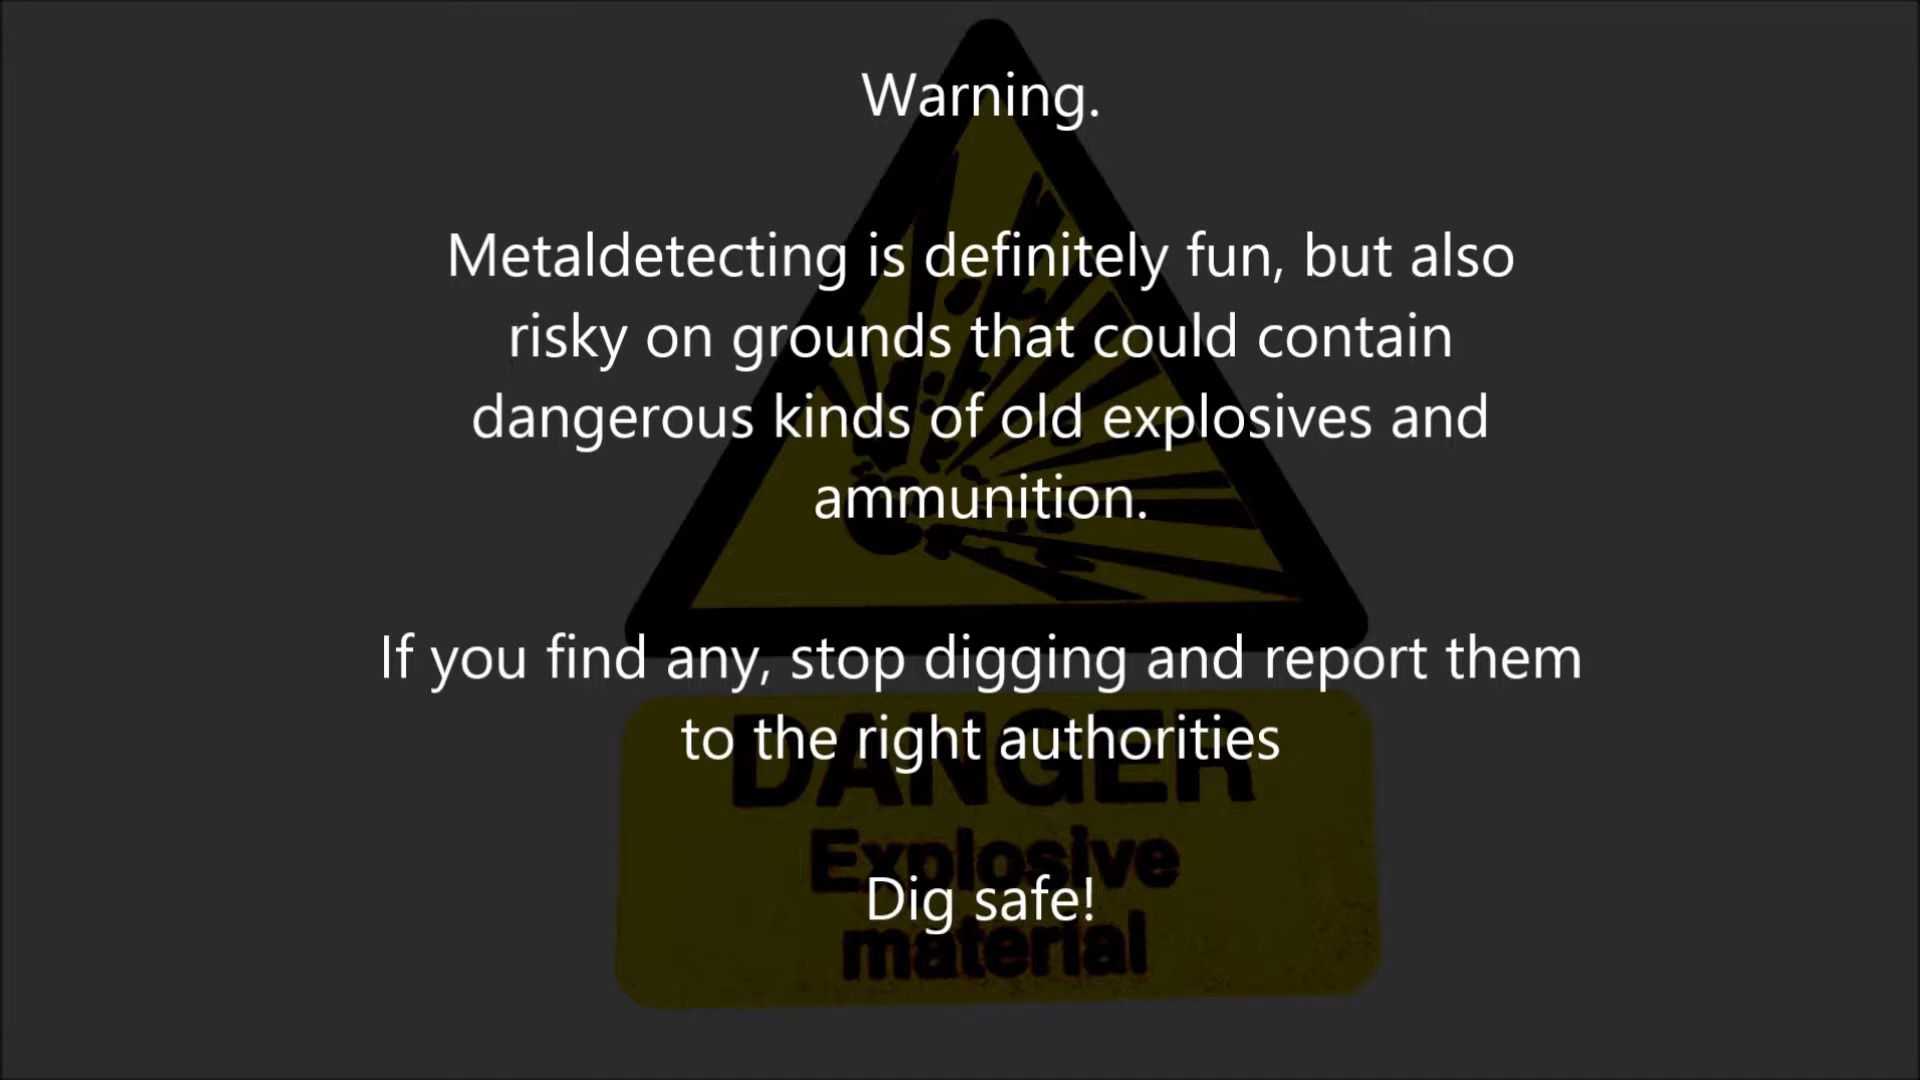 Warning.
Metaldetecting is definitely fun, but also
risky on grounds that could contain
dangerous kinds of old explosives and
ammunition.
If you find any, stop digging and report them
to the right authorities
DANGER
Explosive
Dig safe!
material